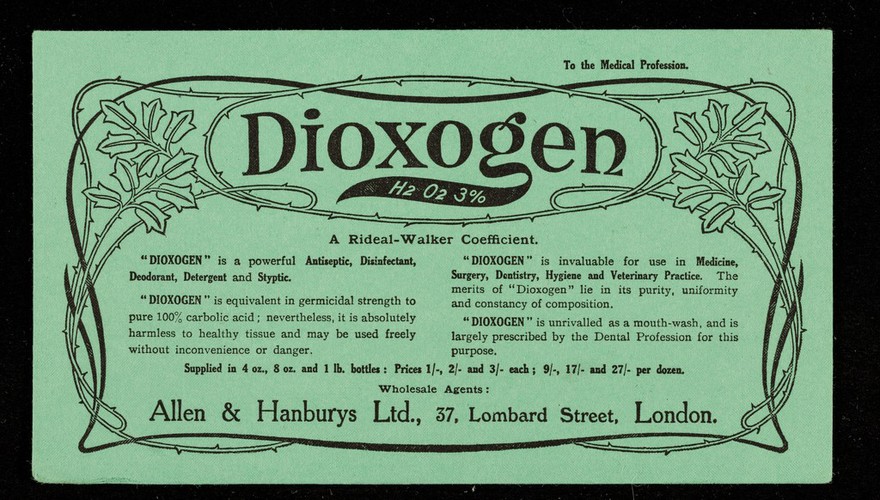 To the Medical Profession.
Dioxogen
H2 O2 3%
A Rideal-Walker Coefficient.
"DIOXOGEN" is a powerful Antiseptic, Disinfectant,
Deodorant, Detergent and Styptic.
"DIOXOGEN" is equivalent in germicidal strength to
pure 100% carbolic acid; nevertheless, it is absolutely
harmless to healthy tissue and may be used freely
without inconvenience or danger.
"DIOXOGEN" is invaluable for use in Medicine,
Surgery, Dentistry, Hygiene and Veterinary Practice. The
merits of "Dioxogen" lie in its purity, uniformity
and constancy of composition.
"DIOXOGEN" is unrivalled as a mouth-wash, and is
largely prescribed by the Dental Profession for this
purpose.
Supplied in 4 oz., 8 oz. and 1 lb. bottles: Prices 1/-, 2/- and 3/- each; 9/-, 17/- and 27/- per dozen.
Wholesale Agents:
Allen & Hanburys Ltd., 37, Lombard Street, London.